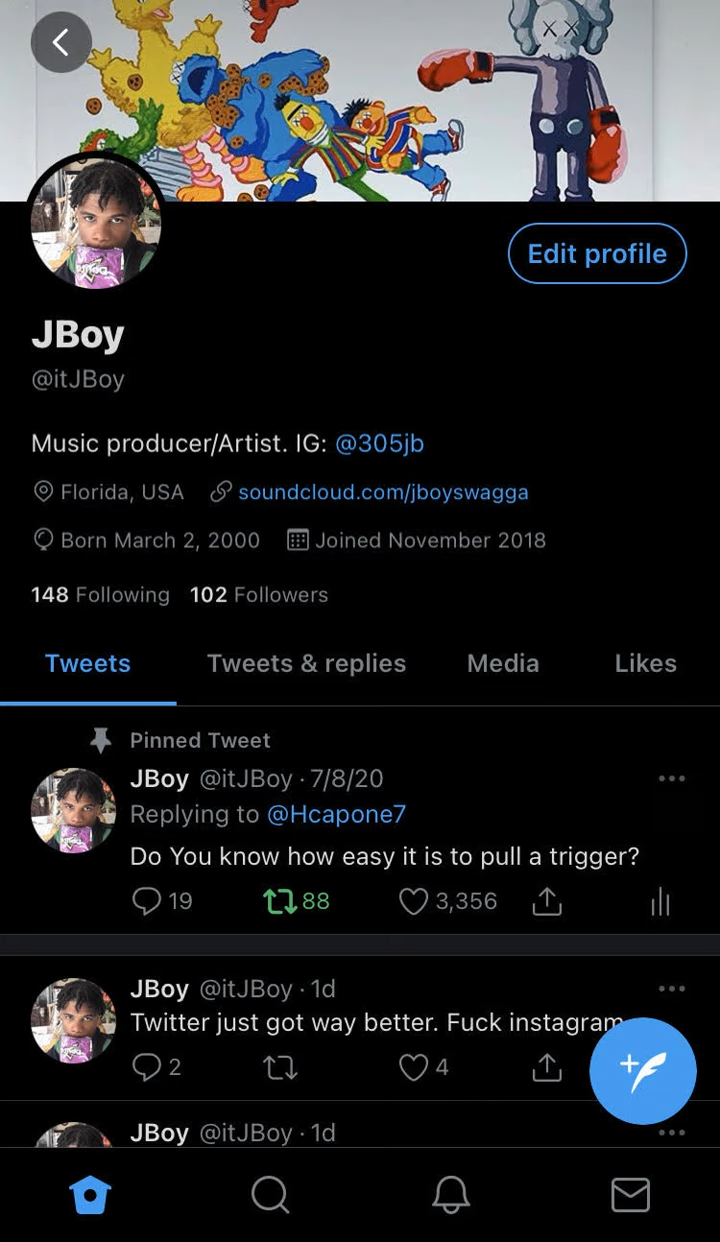 Edit profile
JBoy
@itJBoy
Music producer/Artist. IG: @305jb
Florida, USA soundcloud.com/jboyswagga
Born March 2, 2000 Joined November 2018
148 Following 102 Followers
Tweets Tweets & replies Media Likes
Pinned Tweet
JBoy @itJBoy · 7/8/20
Replying to @Hcapone7
Do You know how easy it is to pull a trigger?
19 88 3,356
JBoy @itJBoy · 1d
Twitter just got way better. Fuck instagram
2 4
JBoy @itJBoy · 1d